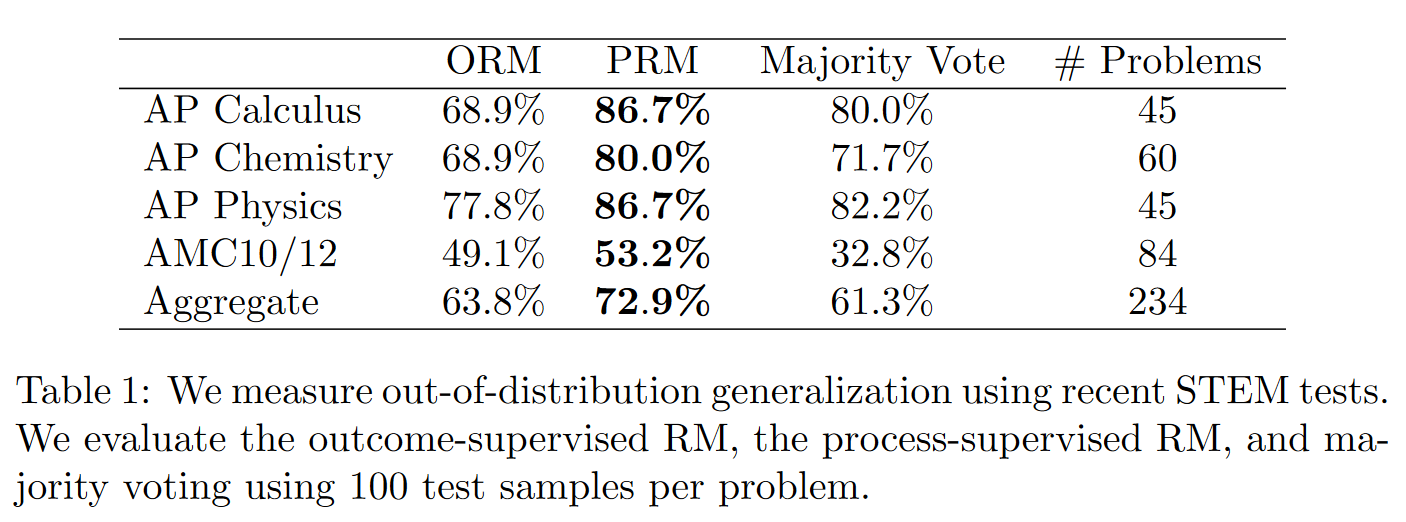 ORM PRM Majority Vote # Problems
AP Calculus 68.9% 86.7% 80.0% 45
AP Chemistry 68.9% 80.0% 71.7% 60
AP Physics 77.8% 86.7% 82.2% 45
AMC10/12 49.1% 53.2% 32.8% 84
Aggregate 63.8% 72.9% 61.3% 234
Table 1: We measure out-of-distribution generalization using recent STEM tests.
We evaluate the outcome-supervised RM, the process-supervised RM, and ma-
jority voting using 100 test samples per problem.